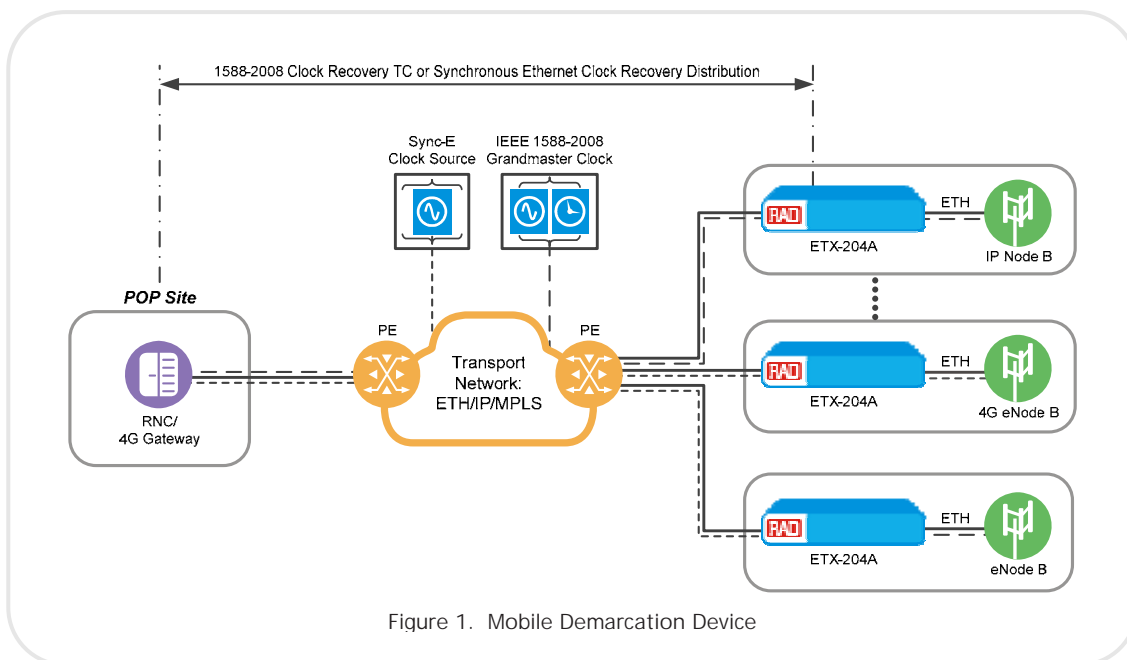 1588-2008 Clock Recovery TC or Synchronous Ethernet Clock Recovery Distribution
Sync-E
Clock Source
IEEE 1588-2008
Grandmaster Clock
POP Site
RNC/
4G Gateway
PE
Transport
Network:
ETH/IP/MPLS
PE
RAD
ETX-204A
ETH
IP Node B
RAD
ETX-204A
ETH
4G eNode B
RAD
ETX-204A
ETH
eNode B
Figure 1. Mobile Demarcation Device